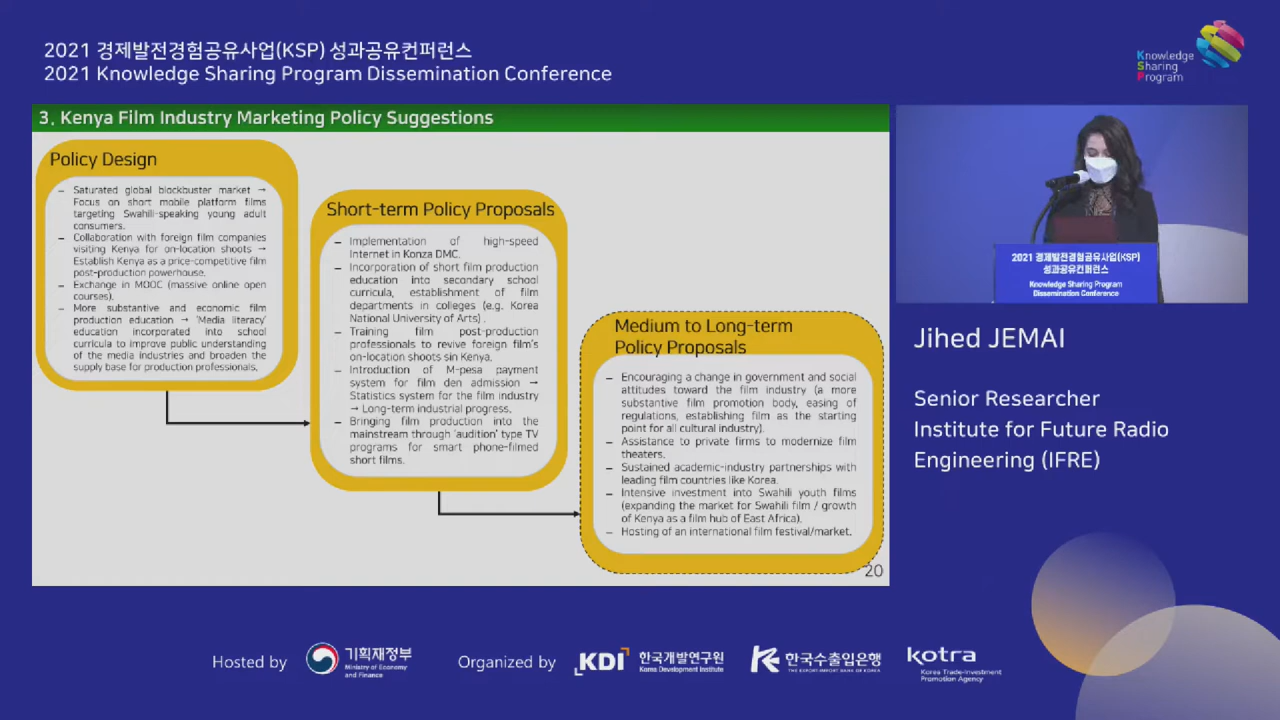 2021 경제발전경험공유사업(KSP) 성과공유컨퍼런스
2021 Knowledge Sharing Program Dissemination Conference
Knowledge
Sharing
Program
3. Kenya Film Industry Marketing Policy Suggestions
Policy Design
– Saturated global blockbuster market →
Focus on short mobile platform films
targeting Swahili-speaking young adult
consumers.
– Collaboration with foreign film companies
visiting Kenya for on-location shoots →
Establish Kenya as a price-competitive film
post-production powerhouse.
– Exchange in MOOC (massive online open
courses).
– More substantive and economic film
production education → 'Media literacy'
education incorporated into school
curricula to improve public understanding
of the media industries and broaden the
supply base for production professionals.
Short-term Policy Proposals
– Implementation of high-speed
Internet in Konza DMC.
– Incorporation of short film production
education into secondary school
curricula, establishment of film
departments in colleges (e.g. Korea
National University of Arts) .
– Training film post-production
professionals to revive foreign film's
on-location shoots sin Kenya.
– Introduction of M-pesa payment
system for film den admission →
Statistics system for the film industry
→ Long-term industrial progress.
– Bringing film production into the
mainstream through 'audition' type TV
programs for smart phone-filmed
short films.
Medium to Long-term
Policy Proposals
– Encouraging a change in government and social
attitudes toward the film industry (a more
substantive film promotion body, easing of
regulations, establishing film as the starting
point for all cultural industry).
– Assistance to private firms to modernize film
theaters.
– Sustained academic-industry partnerships with
leading film countries like Korea.
– Intensive investment into Swahili youth films
(expanding the market for Swahili film / growth
of Kenya as a film hub of East Africa).
– Hosting of an international film festival/market.
20
2021 경제발전경험공유사업(KSP)
성과공유컨퍼런스
Knowledge Sharing Program
Dissemination Conference
Jihed JEMAI
Senior Researcher
Institute for Future Radio
Engineering (IFRE)
Hosted by
기획재정부
Ministry of Economy
and Finance
Organized by
KDI
한국개발연구원
Korea Development Institute
한국수출입은행
THE EXPORT-IMPORT BANK OF KOREA
kotra
Korea Trade-Investment
Promotion Agency